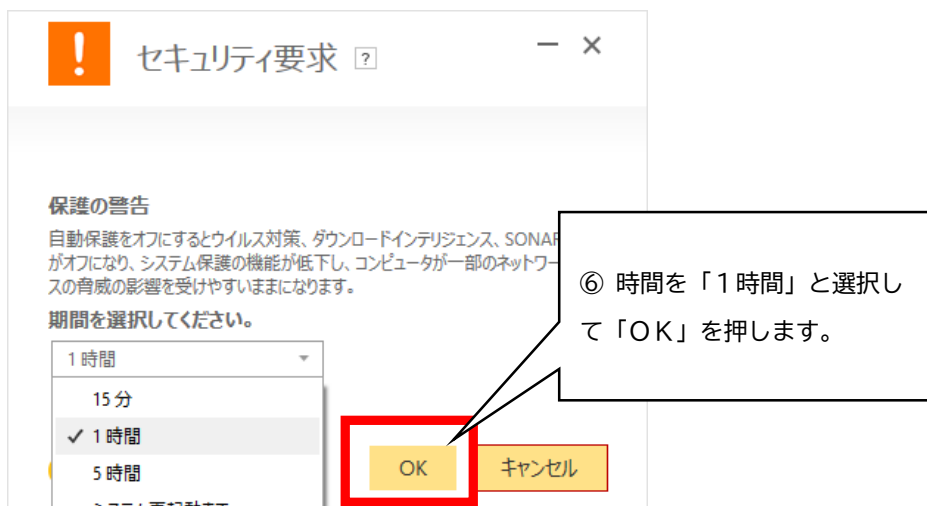 セキュリティ要求 ?
保護の警告
自動保護をオフにするとウイルス対策、ダウンロードインテリジェンス、SONAR
がオフになり、システム保護の機能が低下し、コンピュータが一部のネットワー
スの脅威の影響を受けやすいままになります。
期間を選択してください。
1 時間
15 分
✓ 1 時間
5 時間
OK
キャンセル
⑥ 時間を「1時間」と選択し
て「OK」を押します。